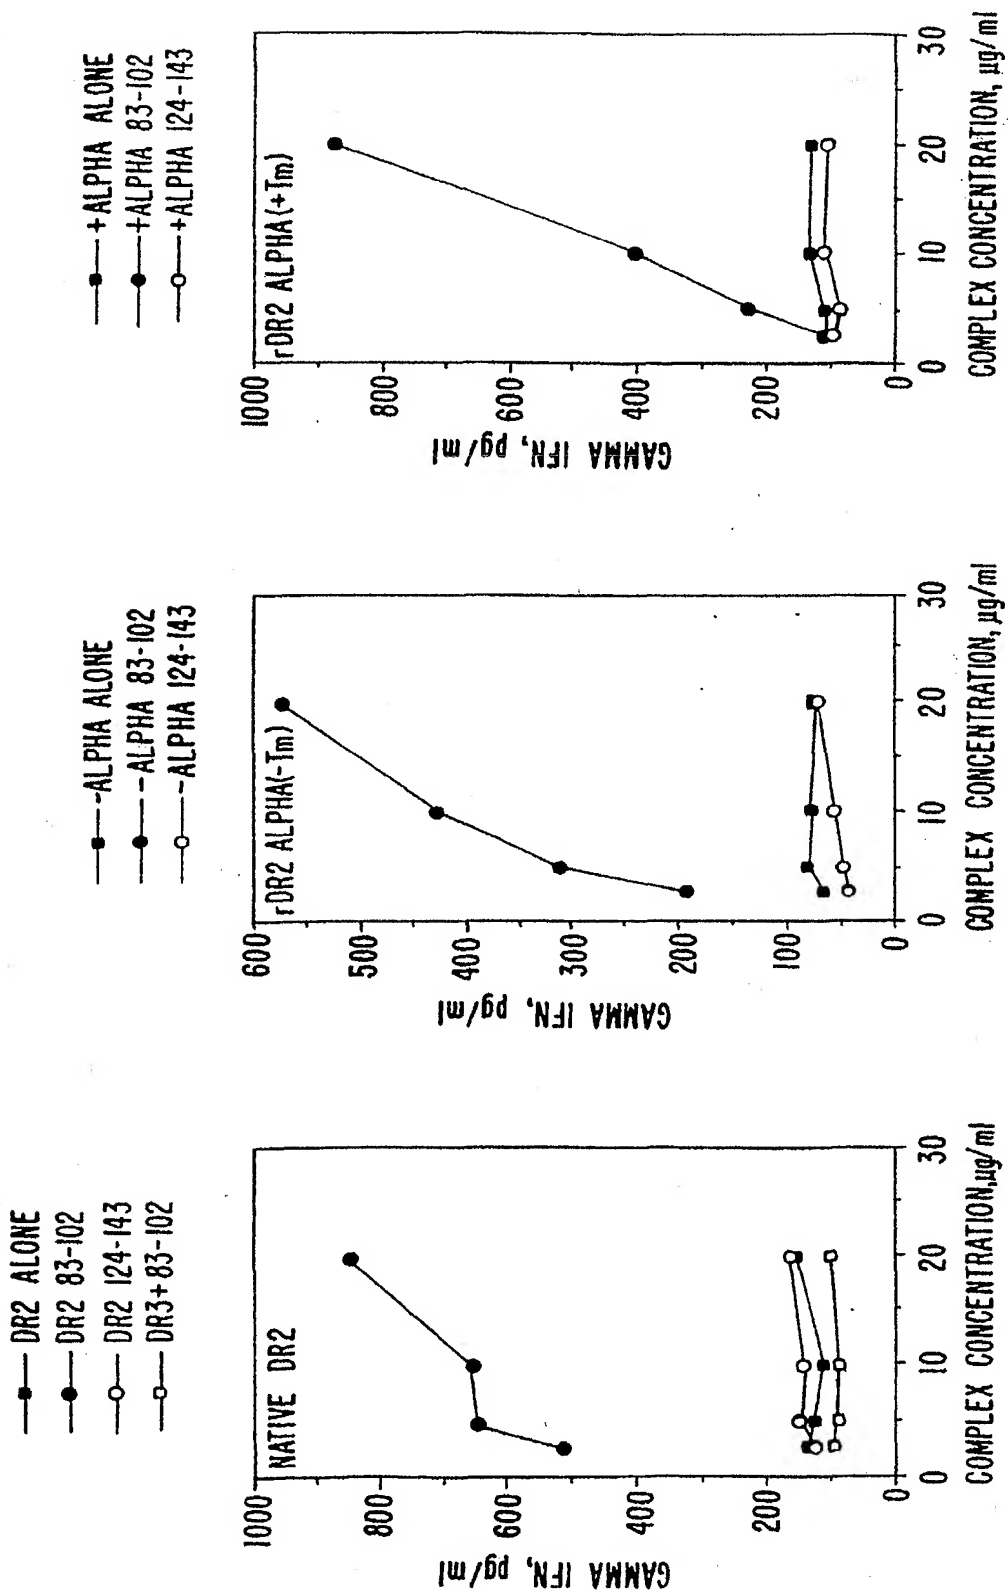 DR2 ALONE
DR2 83-102
DR2 124-143
DR3+83-102
NATIVE DR2
1000
800
600
400
200
0
GAMMA IFN, pg/ml
0
10
20
30
COMPLEX CONCENTRATION,µg/ml
-ALPHA ALONE
-ALPHA 83-102
-ALPHA 124-143
rDR2 ALPHA(-Tm)
600
500
400
300
200
100
0
GAMMA IFN, pg/ml
0
10
20
30
COMPLEX CONCENTRATION, µg/ml
+ALPHA ALONE
+ALPHA 83-102
+ALPHA 124-143
rDR2 ALPHA(+Tm)
1000
800
600
400
200
0
GAMMA IFN, pg/ml
0
10
20
30
COMPLEX CONCENTRATION, µg/ml